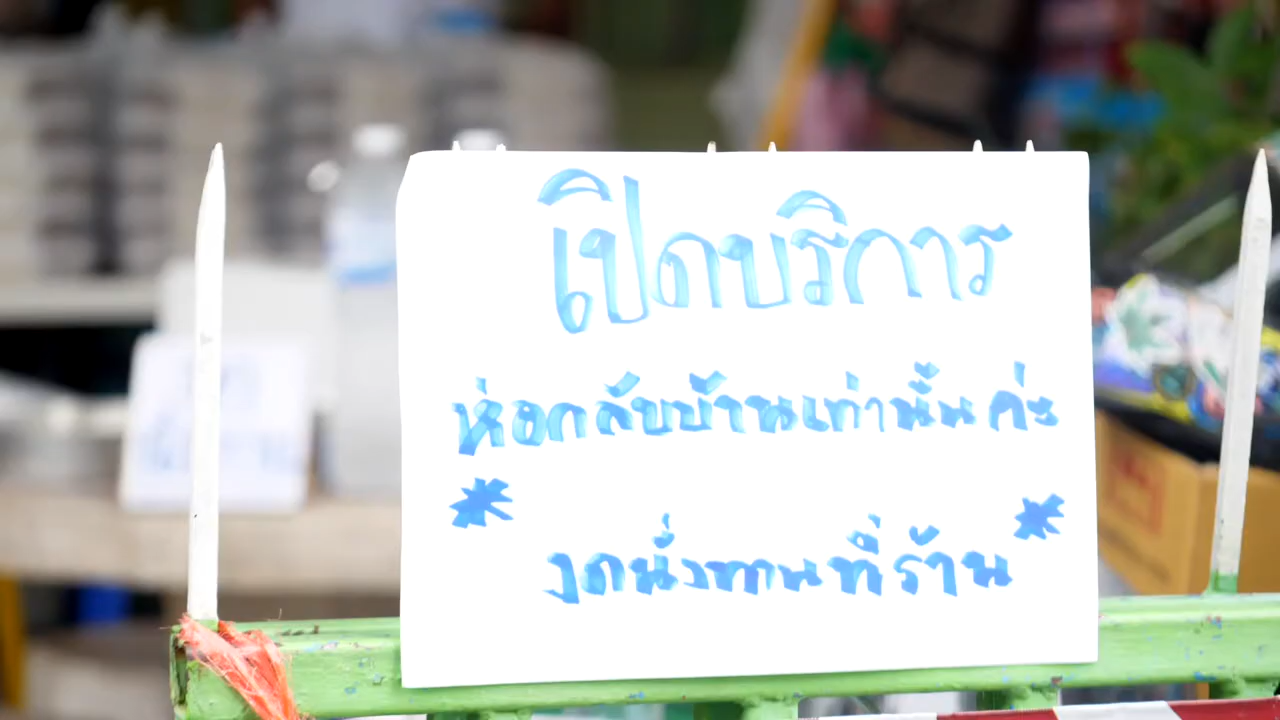 เปิดบริการ
ห่อกลับบ้านเท่านั้นค่ะ
* งดนั่งทานที่ร้าน *